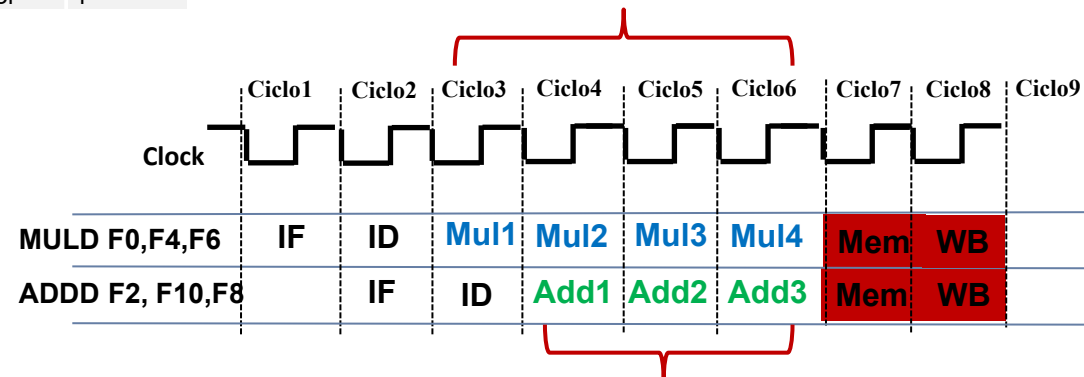 Ciclo1 Ciclo2 Ciclo3 Ciclo4 Ciclo5 Ciclo6 Ciclo7 Ciclo8 Ciclo9
Clock
MULD F0,F4,F6 IF ID Mul1 Mul2 Mul3 Mul4 Mem WB
ADDD F2, F10,F8 IF ID Add1 Add2 Add3 Mem WB